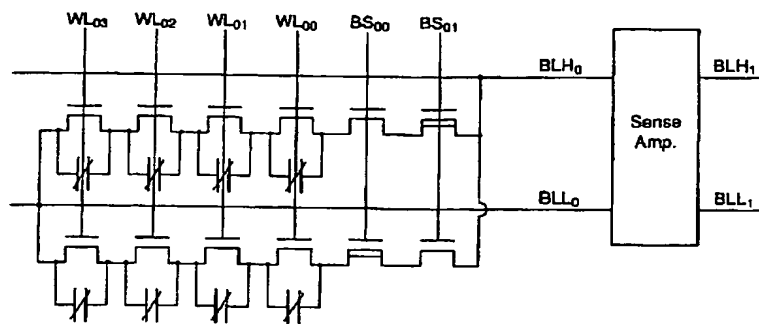 WL03 WL02 WL01 WL00 BS00 BS01
BLH0 BLH1
Sense
Amp.
BLL0 BLL1